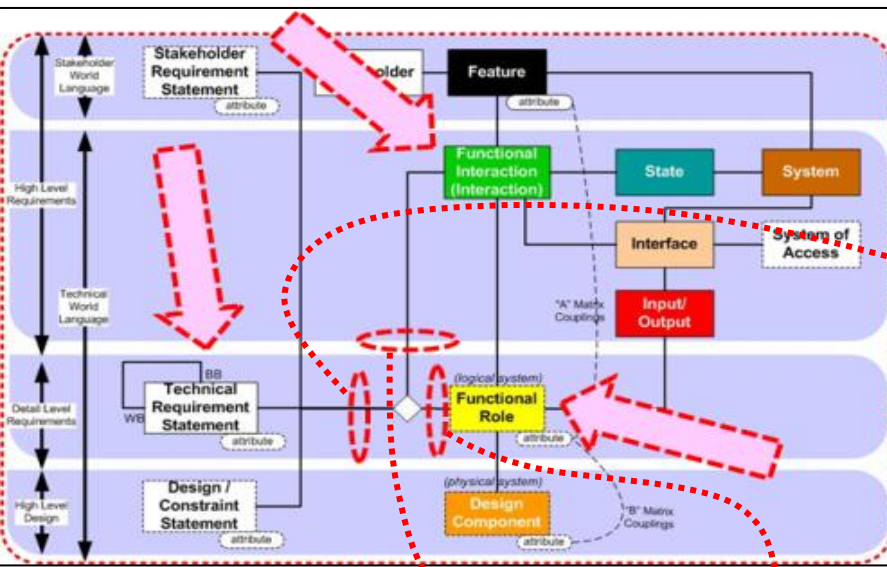 Stakeholder
World
Language
Stakeholder
Requirement
Statement
attribute
older
Feature
attribute
High Level
Requirements
Functional
Interaction
(Interaction)
State
System
Interface
System of
Access
Technical
World
Language
"A" Matrix
Couplings
Input/
Output
Detail Level
Requirements
BB
WB
Technical
Requirement
Statement
attribute
(logical system)
Functional
Role
attribute
High Level
Design
Design /
Constraint
Statement
attribute
(physical system)
Design
Component
attribute
"B" Matrix
Couplings